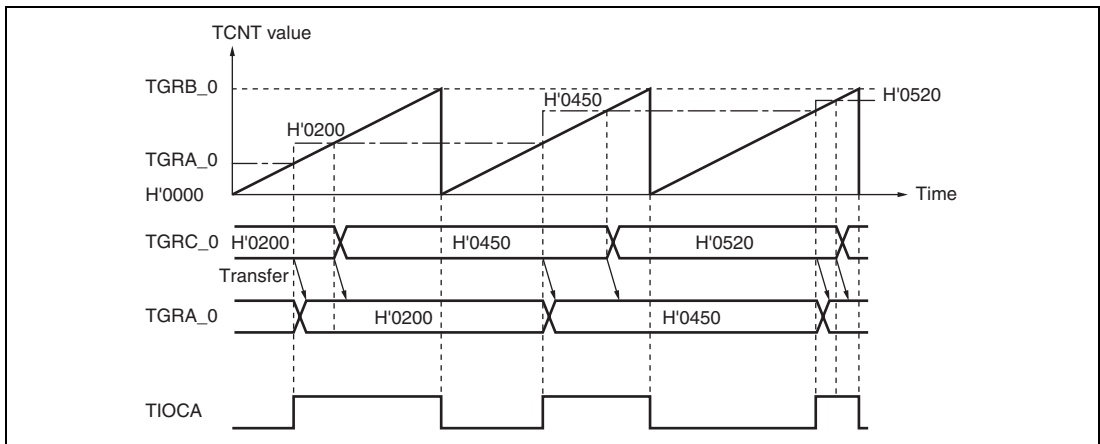 TCNT value
TGRB_0
H'0450
H'0520
H'0200
TGRA_0
H'0000
Time
TGRC_0 H'0200 H'0450 H'0520
Transfer
TGRA_0 H'0200 H'0450
TIOCA